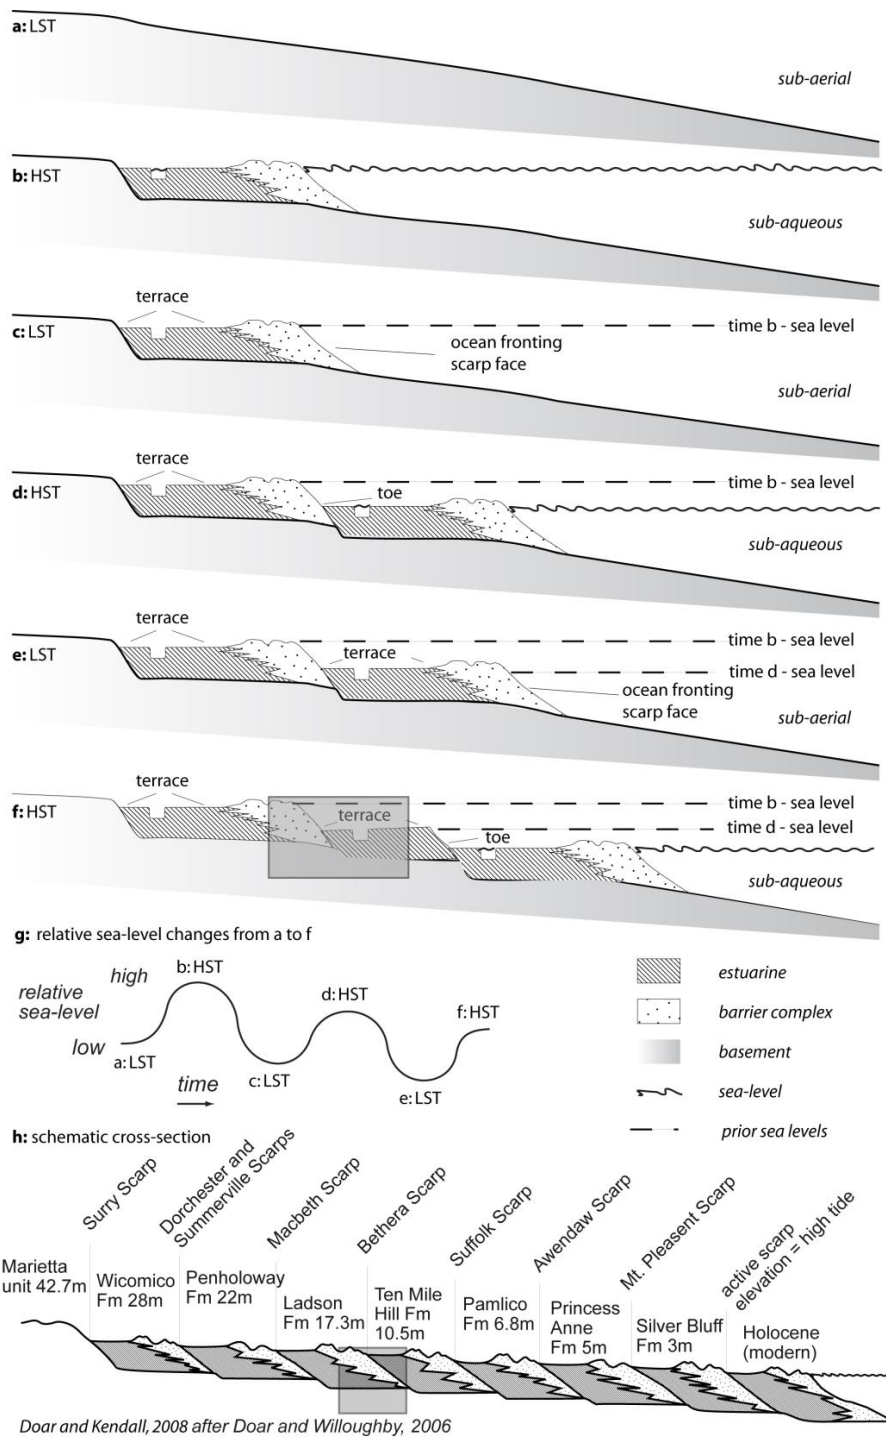 a: LST
sub-aerial
b: HST
sub-aqueous
terrace
c: LST
time b - sea level
ocean fronting
scarp face
sub-aerial
terrace
d: HST
time b - sea level
toe
sub-aqueous
terrace
e: LST
time b - sea level
terrace
time d - sea level
ocean fronting
scarp face
sub-aerial
terrace
f: HST
time b - sea level
terrace
time d - sea level
toe
sub-aqueous
g: relative sea-level changes from a to f
b: HST
high
relative
sea-level
d: HST
f: HST
low
a: LST
c: LST
time
e: LST
estuarine
barrier complex
basement
sea-level
prior sea levels
h: schematic cross-section
Surry Scarp
Dorchester and
Summerville Scarps
Macbeth Scarp
Bethera Scarp
Suffolk Scarp
Awendaw Scarp
Mt. Pleasent Scarp
active scarp
elevation = high tide
Marietta
unit 42.7m
Wicomico
Fm 28m
Penholoway
Fm 22m
Ladson
Fm 17.3m
Ten Mile
Hill Fm
10.5m
Pamlico
Fm 6.8m
Princess
Anne
Fm 5m
Silver Bluff
Fm 3m
Holocene
(modern)
Doar and Kendall, 2008 after Doar and Willoughby, 2006